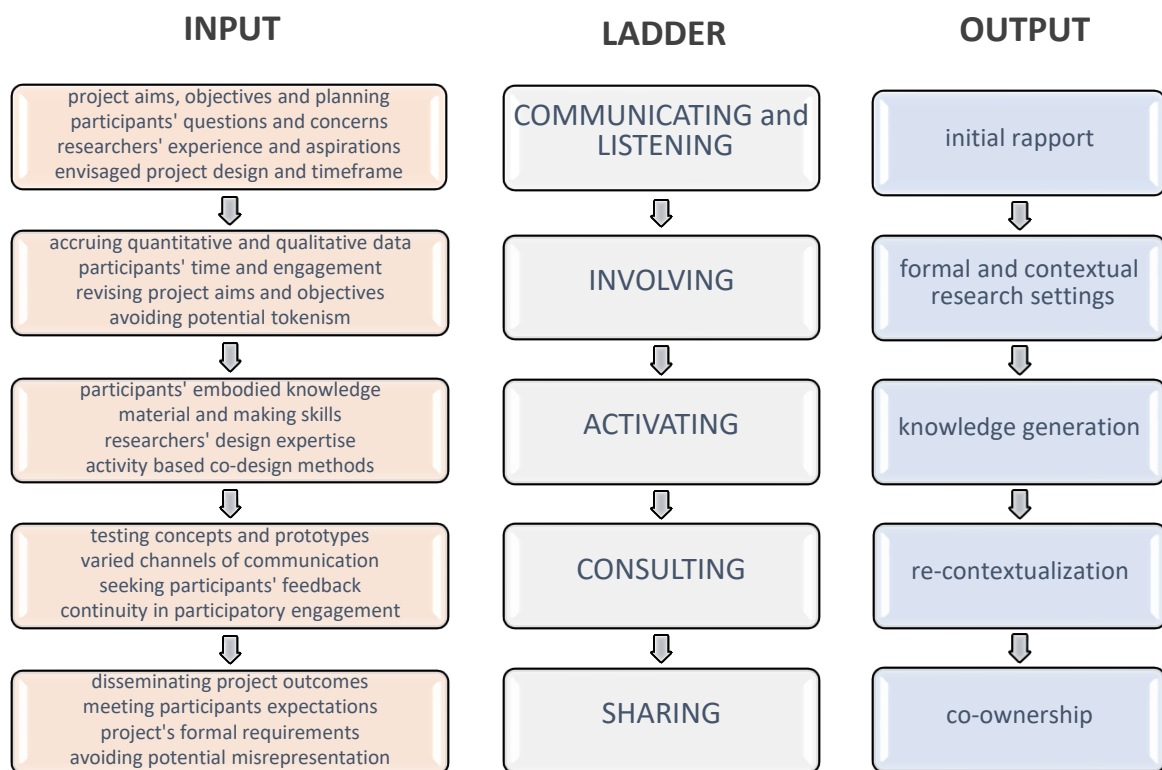 INPUT
LADDER
OUTPUT
project aims, objectives and planning
participants' questions and concerns
researchers' experience and aspirations
envisaged project design and timeframe
COMMUNICATING and
LISTENING
initial rapport
accruing quantitative and qualitative data
participants' time and engagement
revising project aims and objectives
avoiding potential tokenism
INVOLVING
formal and contextual
research settings
participants' embodied knowledge
material and making skills
researchers' design expertise
activity based co-design methods
ACTIVATING
knowledge generation
testing concepts and prototypes
varied channels of communication
seeking participants' feedback
continuity in participatory engagement
CONSULTING
re-contextualization
disseminating project outcomes
meeting participants expectations
project's formal requirements
avoiding potential misrepresentation
SHARING
co-ownership